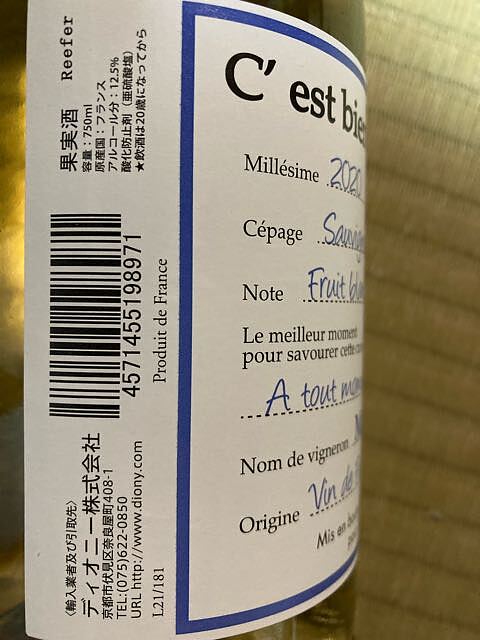 果実酒 Reefer
容量：750ml
原産国：フランス
アルコール分：12.5%
酸化防止剤（亜硫酸塩）
★飲酒は20歳になってから
4571455198971
Produit de France
〈輸入業者及び引取先〉
ディオニー株式会社
京都市伏見区奈良屋町408-1
TEL:(075)622-0850
URL http://www.diony.com
L21/181
C' est bien
Millésime 2020
Cépage
Note Fruit
Le meilleur moment
pour savourer cette
A tout
Nom de vigneron
Origine Vin de
Mis en